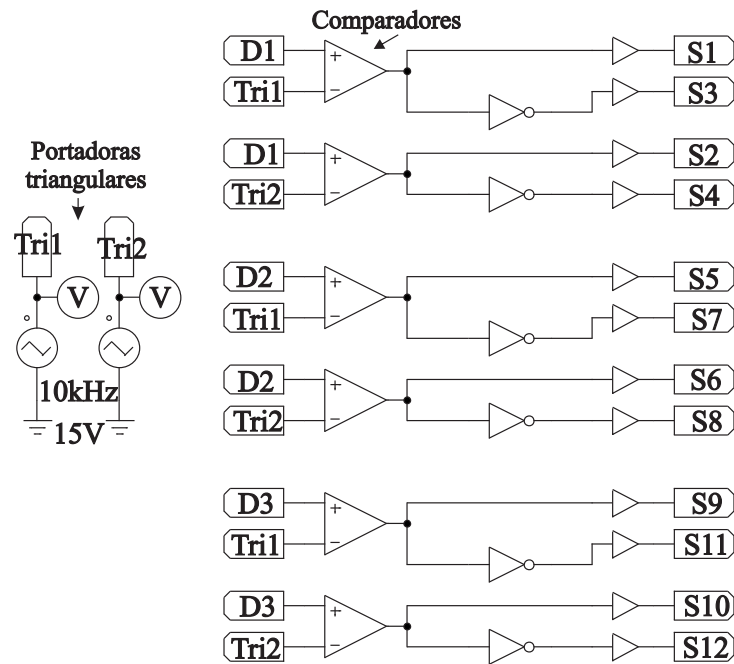 Comparadores
D1
S1
Tri1
S3
D1
S2
Tri2
S4
Portadoras
triangulares
Tri1
Tri2
V
V
10kHz
15V
D2
S5
Tri1
S7
D2
S6
Tri2
S8
D3
S9
Tri1
S11
D3
S10
Tri2
S12